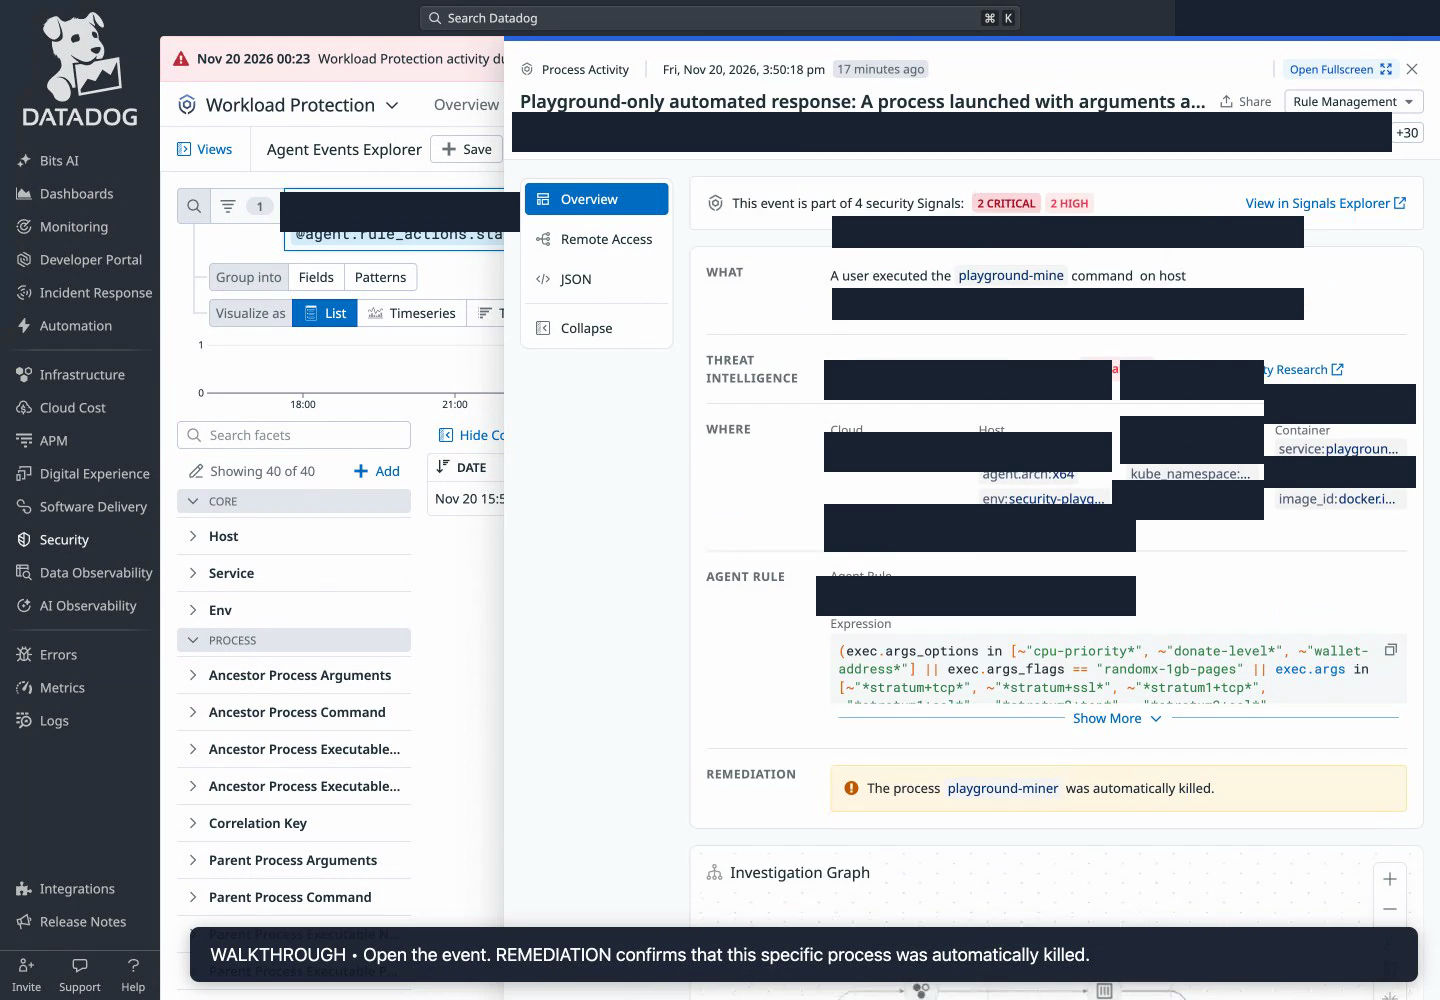 Search Datadog
⌘ K
DATADOG
Bits AI
Dashboards
Monitoring
Developer Portal
Incident Response
Automation
Infrastructure
Cloud Cost
APM
Digital Experience
Software Delivery
Security
Data Observability
AI Observability
Errors
Metrics
Logs
Integrations
Release Notes
Invite
Support
Help
Nov 20 2026 00:23 Workload Protection activity du
Workload Protection
Overview
Views
Agent Events Explorer
Save
1
@agent.rule_actions.sta
Group into Fields Patterns
Visualize as List Timeseries T
1
0
18:00 21:00
Search facets
Hide Co
Showing 40 of 40
Add
DATE
Nov 20 15:5
CORE
Host
Service
Env
PROCESS
Ancestor Process Arguments
Ancestor Process Command
Ancestor Process Executable...
Ancestor Process Executable...
Correlation Key
Parent Process Arguments
Parent Process Command
Process Activity
Fri, Nov 20, 2026, 3:50:18 pm 17 minutes ago
Open Fullscreen
Playground-only automated response: A process launched with arguments a...
Share
Rule Management
+30
Overview
Remote Access
JSON
Collapse
This event is part of 4 security Signals: 2 CRITICAL 2 HIGH
View in Signals Explorer
WHAT
A user executed the playground-mine command on host
THREAT
INTELLIGENCE
ty Research
WHERE
Cloud
Host
Container
service:playgroun...
agent.arch:x64
kube_namespace:...
env:security-playg...
image_id:docker.i...
AGENT RULE
Agent Rule
Expression
(exec.args_options in [~"cpu-priority*", ~"donate-level*", ~"wallet-
address*"] || exec.args_flags == "randomx-1gb-pages" || exec.args in
[~"*stratum+tcp*", ~"*stratum+ssl*", ~"*stratum1+tcp*",
Show More
REMEDIATION
The process playground-miner was automatically killed.
Investigation Graph
WALKTHROUGH • Open the event. REMEDIATION confirms that this specific process was automatically killed.